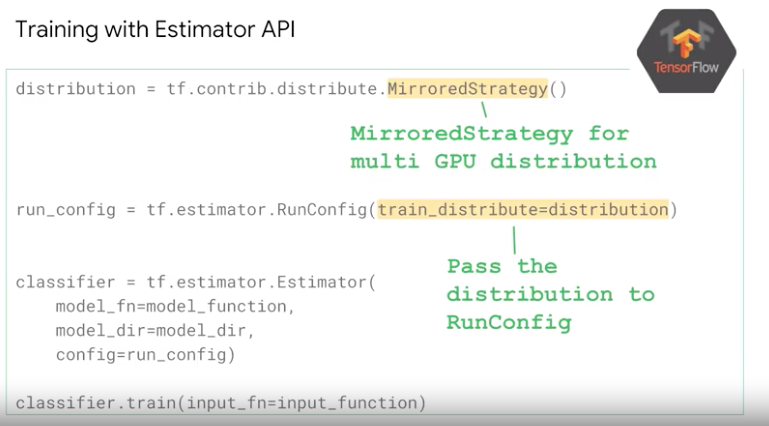 Training with Estimator API
TensorFlow
distribution = tf.contrib.distribute.MirroredStrategy()
MirroredStrategy for
multi GPU distribution
run_config = tf.estimator.RunConfig(train_distribute=distribution)
Pass the
distribution to
RunConfig
classifier = tf.estimator.Estimator(
    model_fn=model_function,
    model_dir=model_dir,
    config=run_config)
classifier.train(input_fn=input_function)